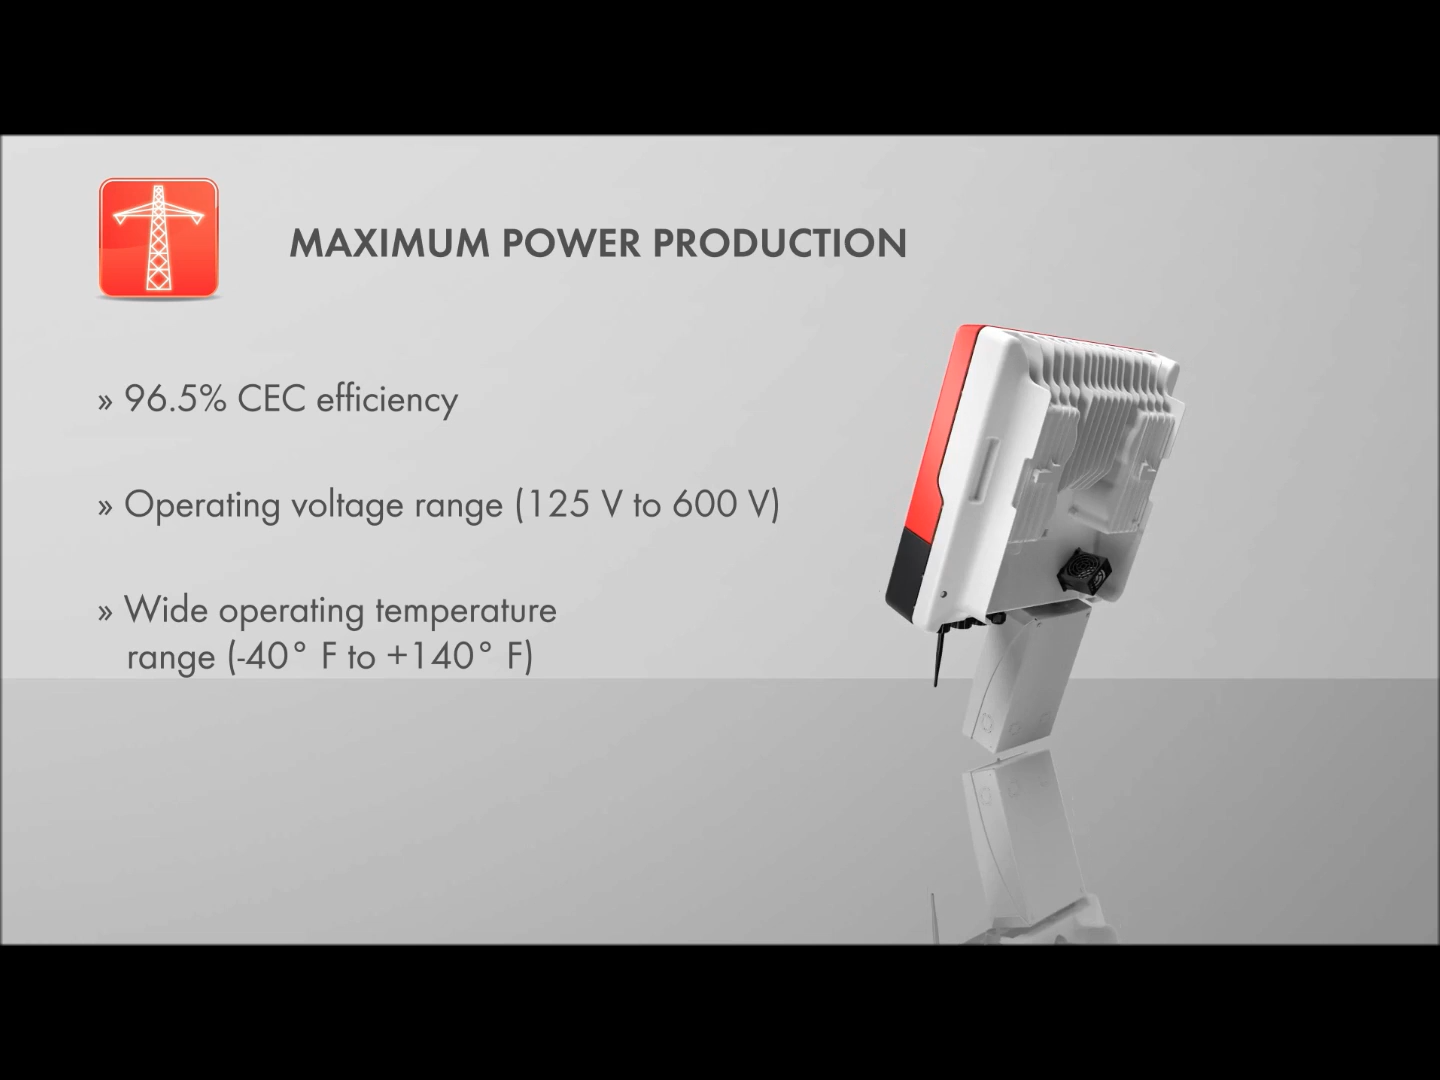 MAXIMUM POWER PRODUCTION
» 96.5% CEC efficiency
» Operating voltage range (125 V to 600 V)
» Wide operating temperature
range (-40° F to +140° F)